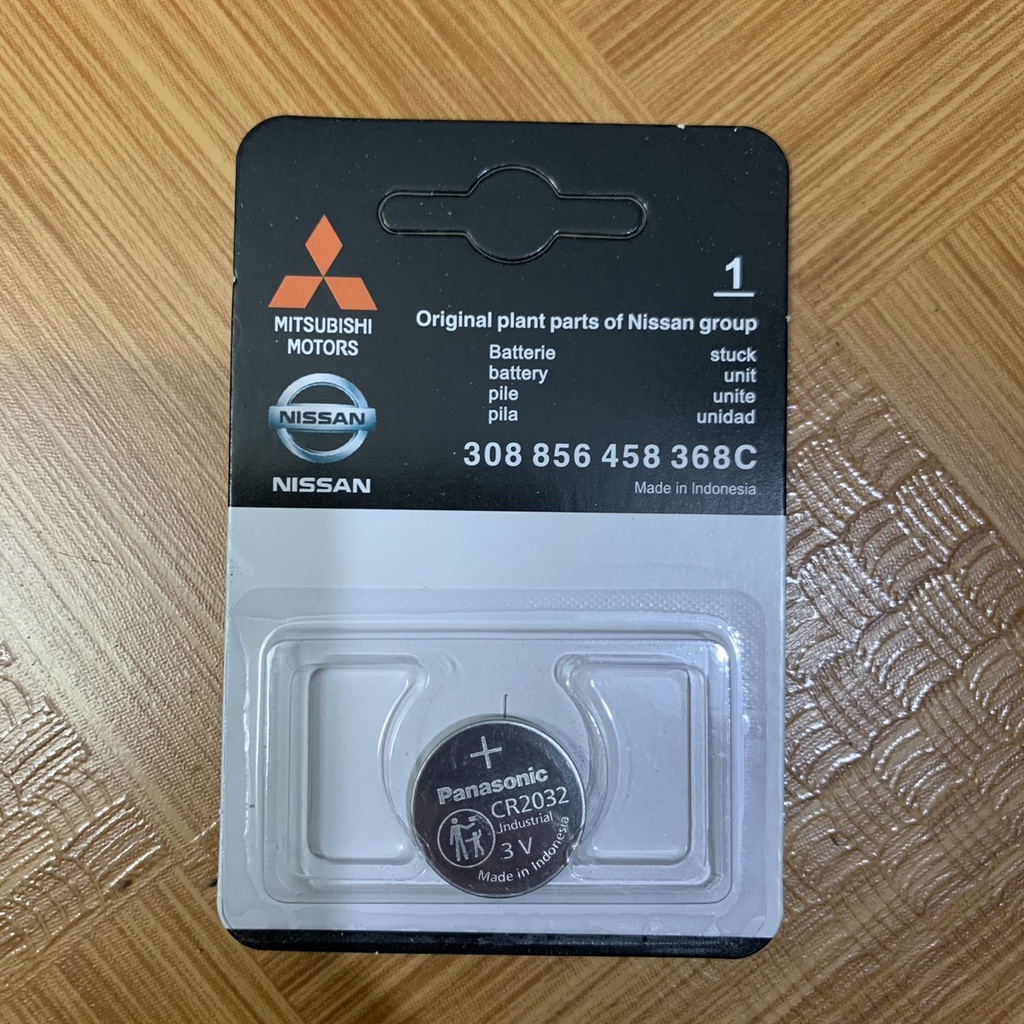 MITSUBISHI
MOTORS
NISSAN
NISSAN
1
Original plant parts of Nissan group
Batterie stuck
battery unit
pile unite
pila unidad
308 856 458 368C
Made in Indonesia
+
Panasonic
CR2032
Industrial
3 V
Made in Indonesia